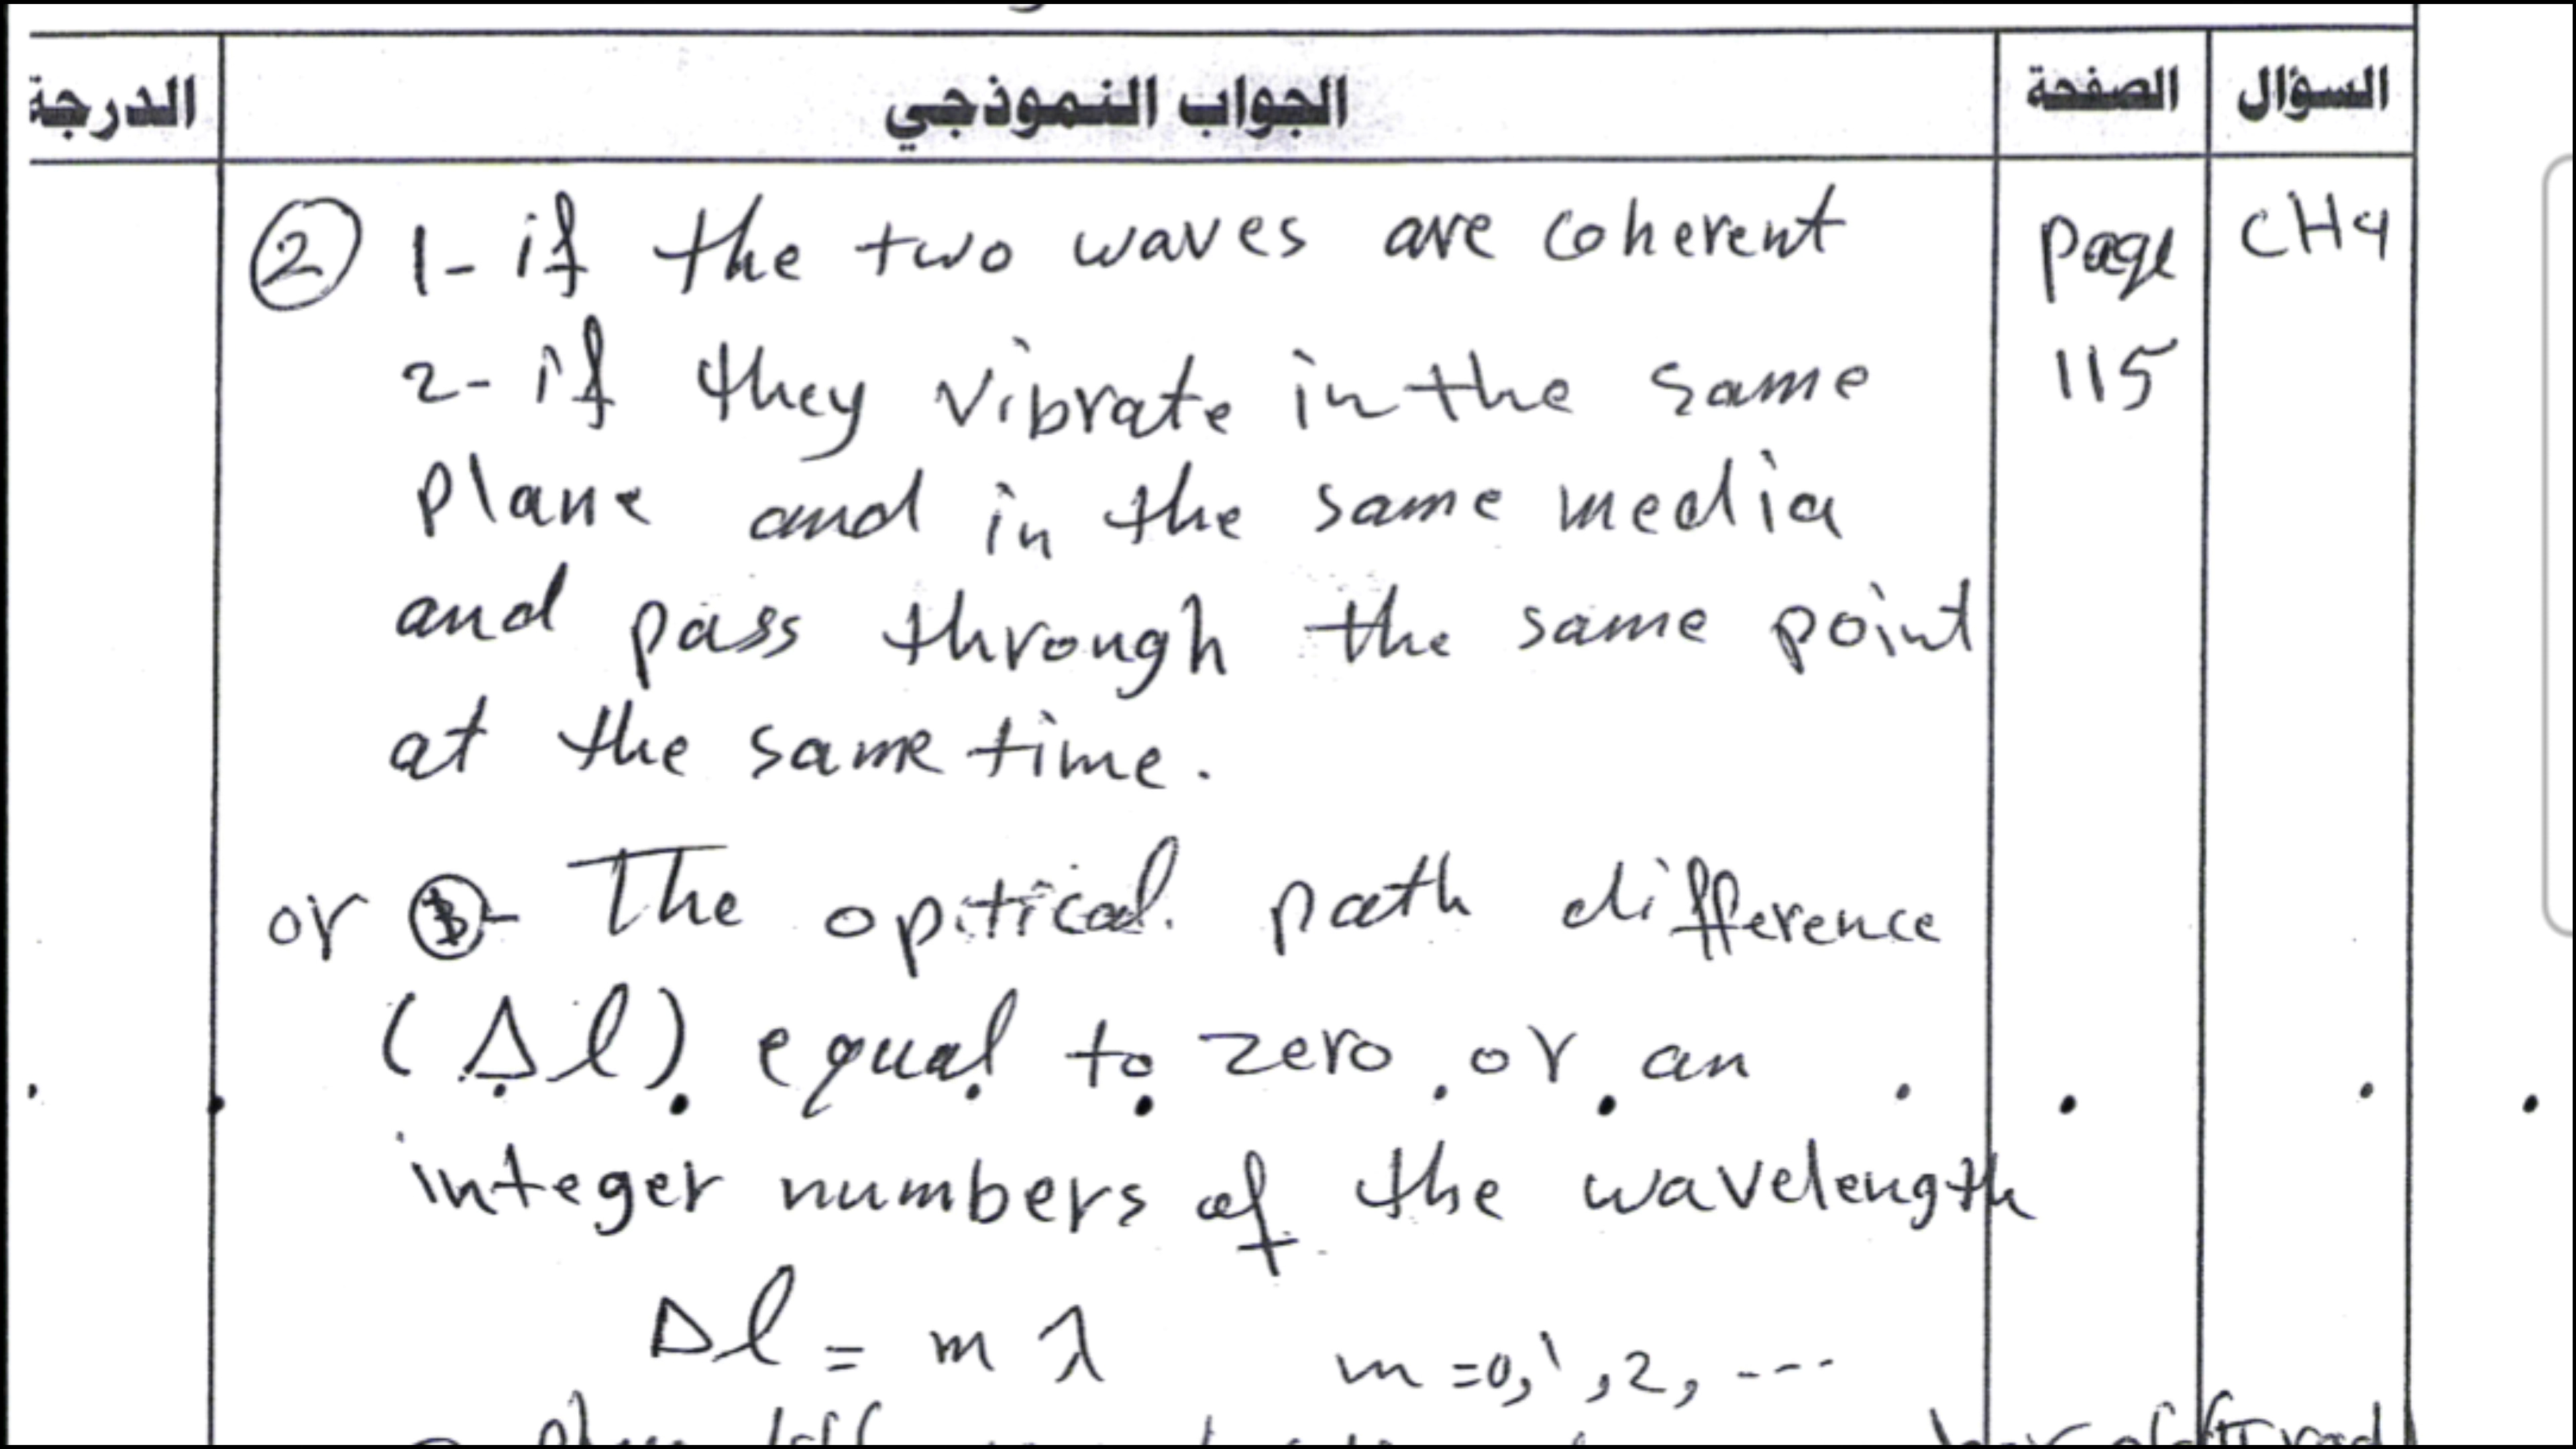 السؤال الصفحة الجواب النموذجي الدرجة
CH4 page 115
② 1- if the two waves are coherent
2- if they vibrate in the same
plane and in the same media
and pass through the same point
at the same time.
or - The opitical path difference
(Δl) equal to zero or an
integer numbers of the wavelength
Δl = m λ m = 0, 1, 2, ---